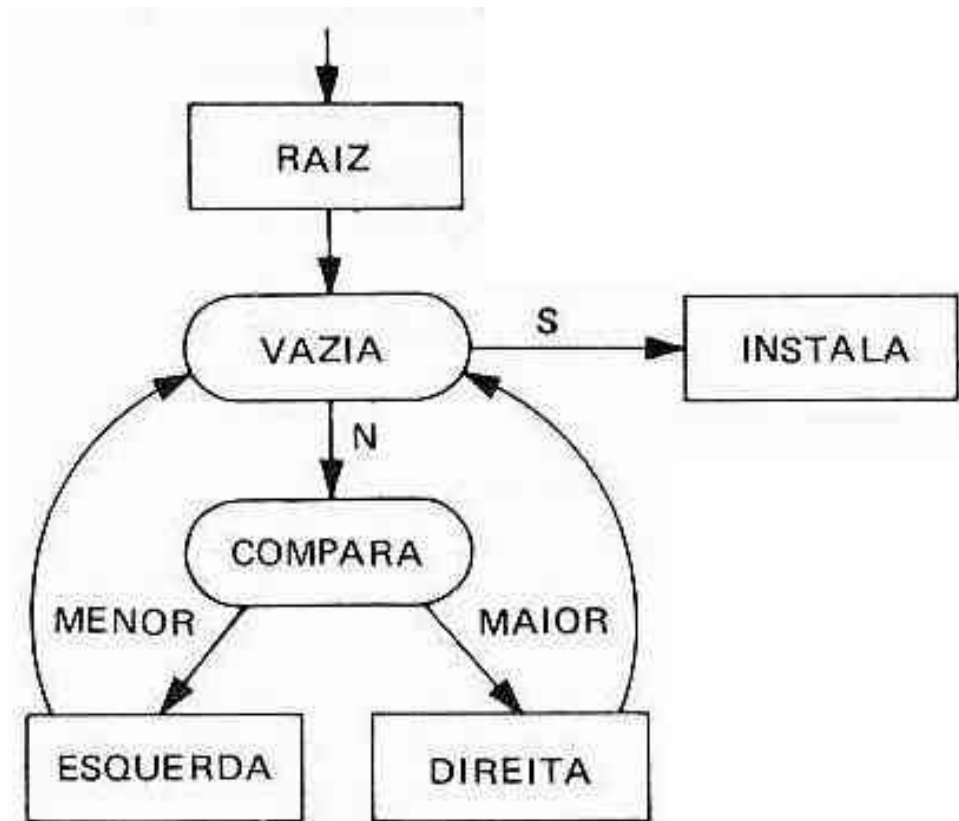 RAIZ
VAZIA
S
INSTALA
N
COMPARA
MENOR
MAIOR
ESQUERDA
DIREITA